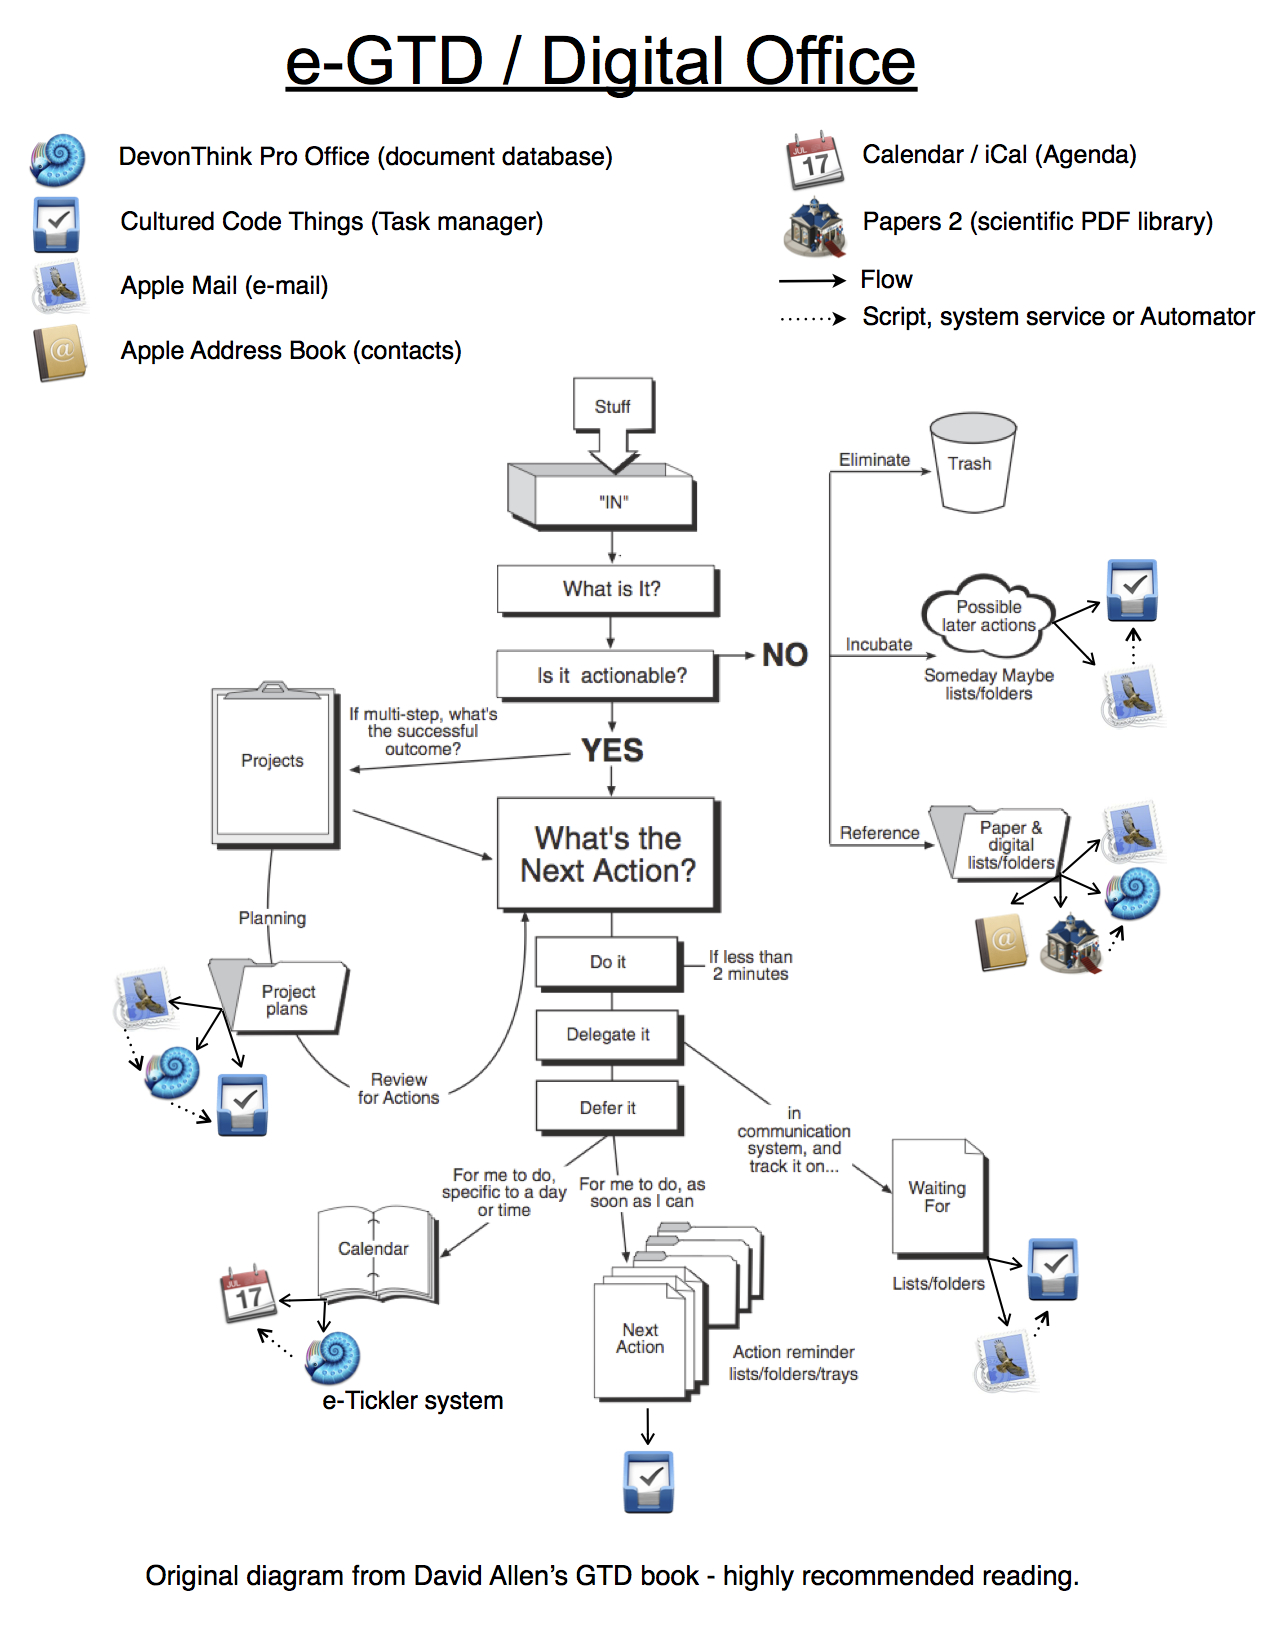 e-GTD / Digital Office
DevonThink Pro Office (document database)
Cultured Code Things (Task manager)
Apple Mail (e-mail)
Apple Address Book (contacts)
JUL
17
Calendar / iCal (Agenda)
Papers 2 (scientific PDF library)
Flow
Script, system service or Automator
Stuff
"IN"
What is It?
Is it actionable?
NO
YES
Eliminate
Trash
Incubate
Possible
later actions
Someday Maybe
lists/folders
Reference
Paper &
digital
lists/folders
If multi-step, what's
the successful
outcome?
Projects
What's the
Next Action?
Planning
Project
plans
Review
for Actions
Do it
If less than
2 minutes
Delegate it
Defer it
in
communication
system, and
track it on...
Waiting
For
Lists/folders
For me to do,
specific to a day
or time
For me to do, as
soon as I can
Calendar
JUL
17
e-Tickler system
Next
Action
Action reminder
lists/folders/trays
Original diagram from David Allen’s GTD book - highly recommended reading.